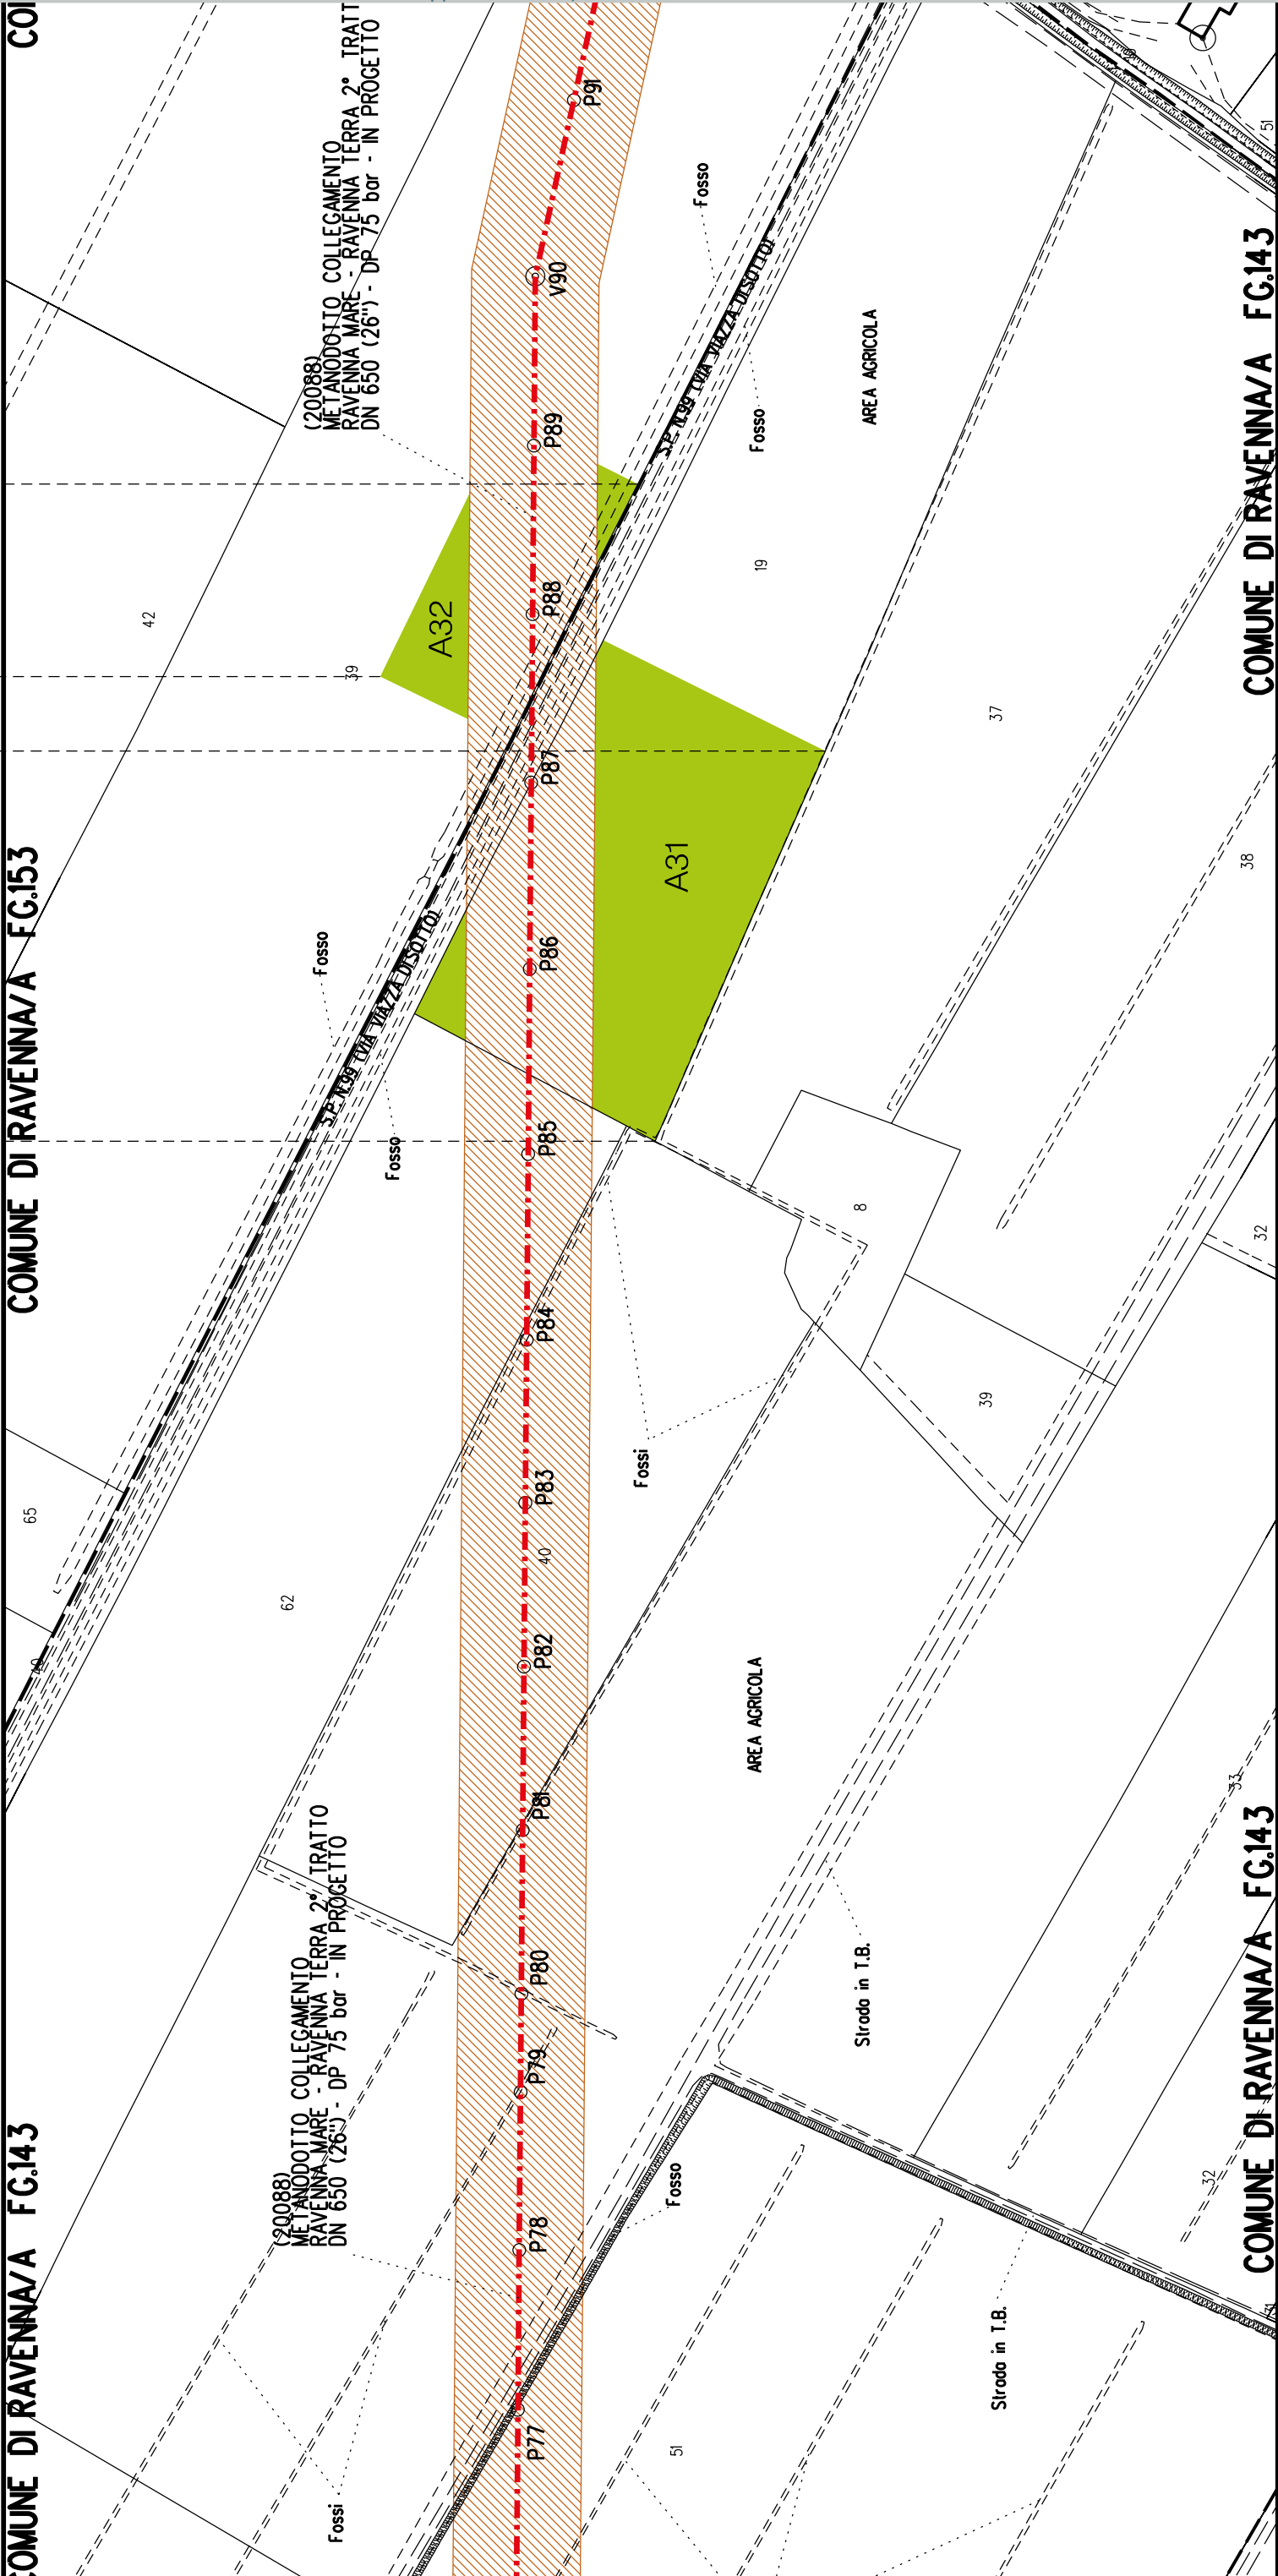 COMUNE DI RAVENNA/A FG.143
COMUNE DI RAVENNA/A FG.153
(20088)
METANODOTTO COLLEGAMENTO
RAVENNA MARE - RAVENNA TERRA 2° TRATTO
DN 650 (26") - DP 75 bar - IN PROGETTO
(20088)
METANODOTTO COLLEGAMENTO
RAVENNA MARE - RAVENNA TERRA 2° TRATT
DN 650 (26") - DP 75 bar - IN PROGETTO
65
40
62
42
39
Fossi
Fosso
Fosso
S.P. N.99 (VIA VIAZZA DI SOTTO)
A32
P77
P78
P79
P80
P81
P82
40
P83
P84
P85
P86
P87
P88
P89
V90
P91
A31
Fossi
Fosso
Fosso
Fosso
S.P. N.99 (VIA VIAZZA DI SOTTO)
AREA AGRICOLA
AREA AGRICOLA
19
37
38
8
39
32
33
32
51
51
Strada in T.B.
Strada in T.B.
COMUNE DI RAVENNA/A FG.143
COMUNE DI RAVENNA/A FG.143